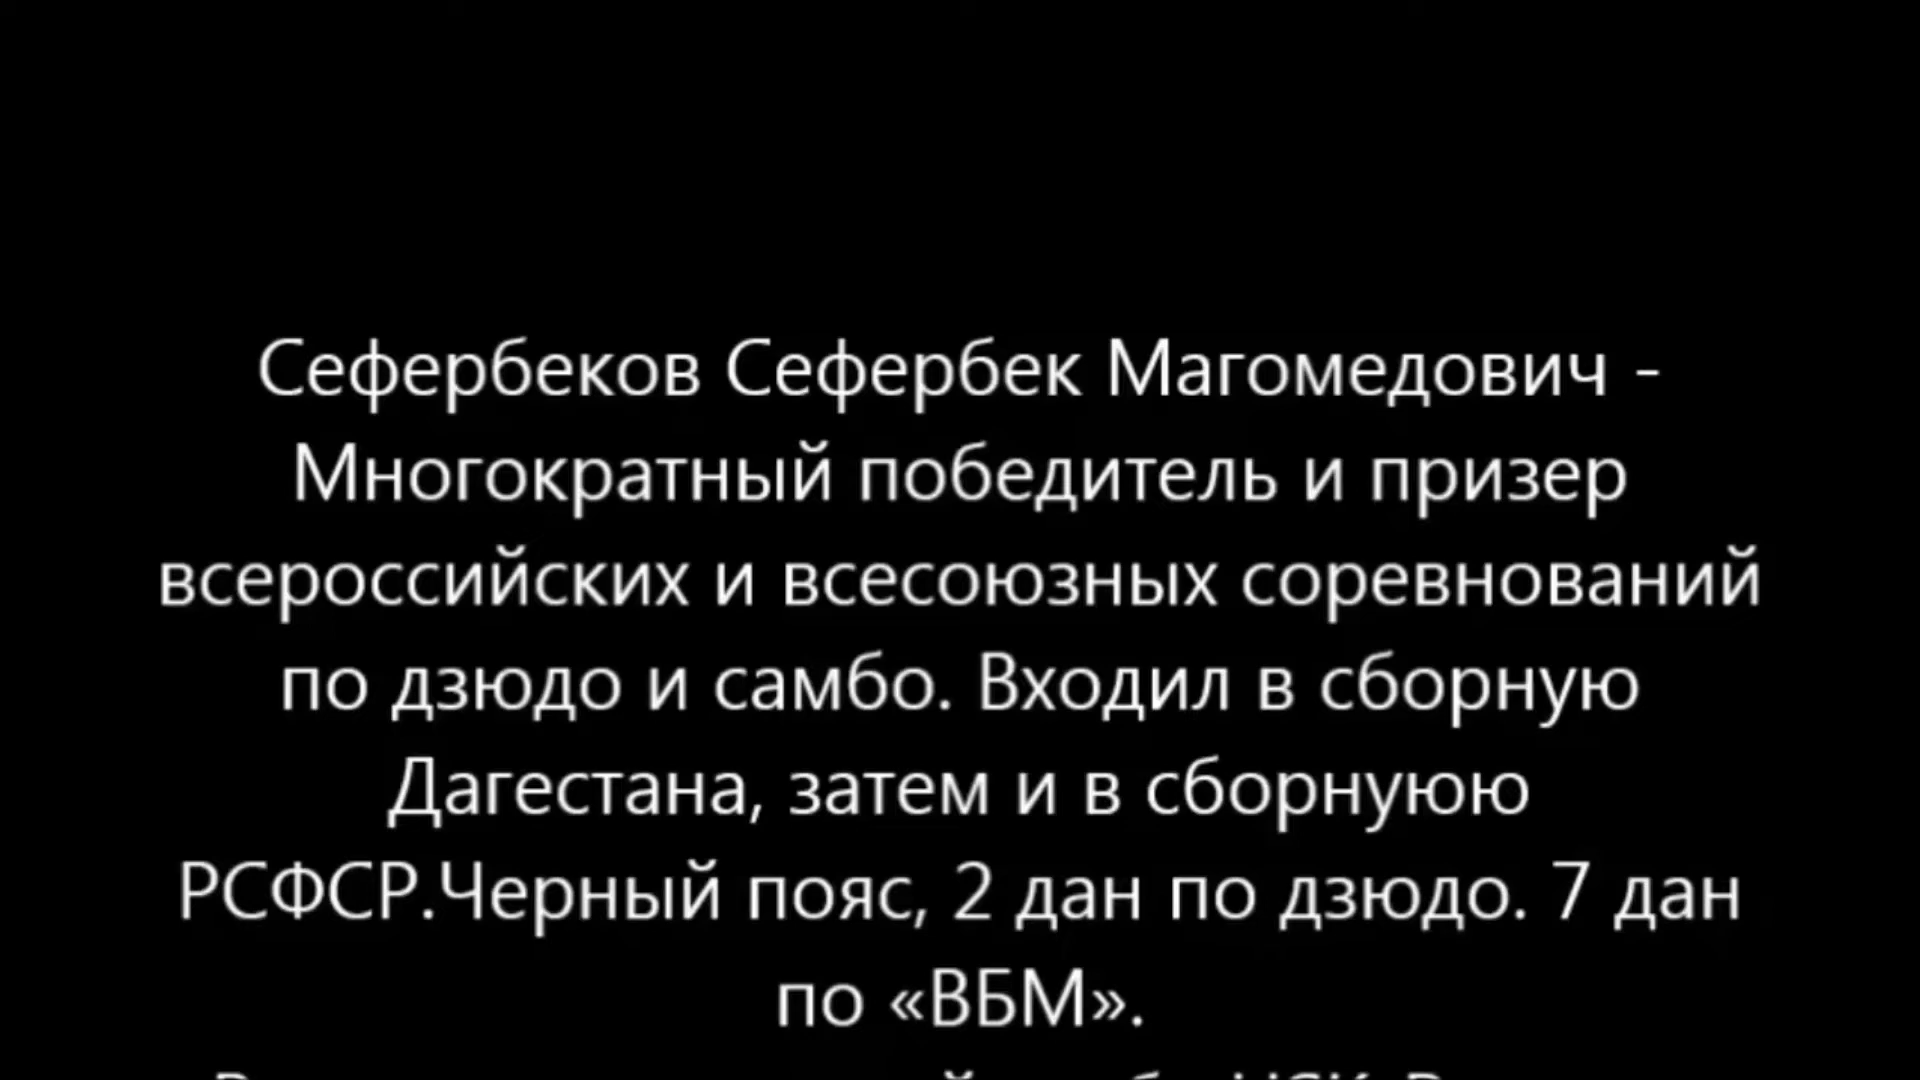 Сефербеков Сефербек Магомедович -
Многократный победитель и призер
всероссийских и всесоюзных соревнований
по дзюдо и самбо. Входил в сборную
Дагестана, затем и в сборнуюю
РСФСР.Черный пояс, 2 дан по дзюдо. 7 дан
по «ВБМ».